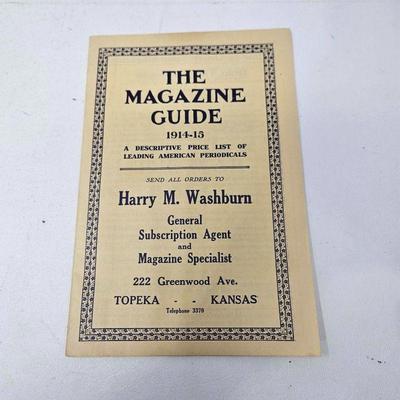 THE
MAGAZINE
GUIDE
1914-15
A DESCRIPTIVE PRICE LIST OF
LEADING AMERICAN PERIODICALS
SEND ALL ORDERS TO
Harry M. Washburn
General
Subscription Agent
and
Magazine Specialist
222 Greenwood Ave.
TOPEKA - - KANSAS
Telephone 3370